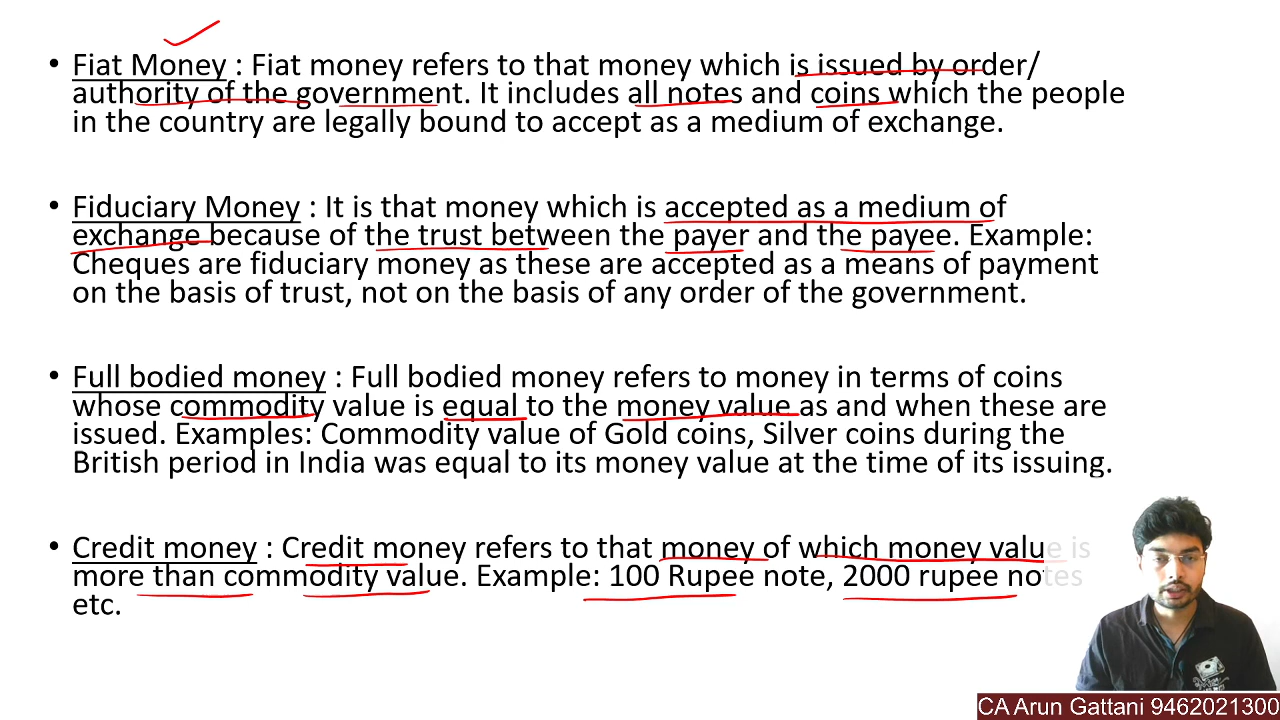 • Fiat Money : Fiat money refers to that money which is issued by order/
authority of the government. It includes all notes and coins which the people
in the country are legally bound to accept as a medium of exchange.
• Fiduciary Money : It is that money which is accepted as a medium of
exchange because of the trust between the payer and the payee. Example:
Cheques are fiduciary money as these are accepted as a means of payment
on the basis of trust, not on the basis of any order of the government.
• Full bodied money : Full bodied money refers to money in terms of coins
whose commodity value is equal to the money value as and when these are
issued. Examples: Commodity value of Gold coins, Silver coins during the
British period in India was equal to its money value at the time of its issuing.
• Credit money : Credit money refers to that money of which money value is
more than commodity value. Example: 100 Rupee note, 2000 rupee notes
etc.
CA Arun Gattani 9462021300